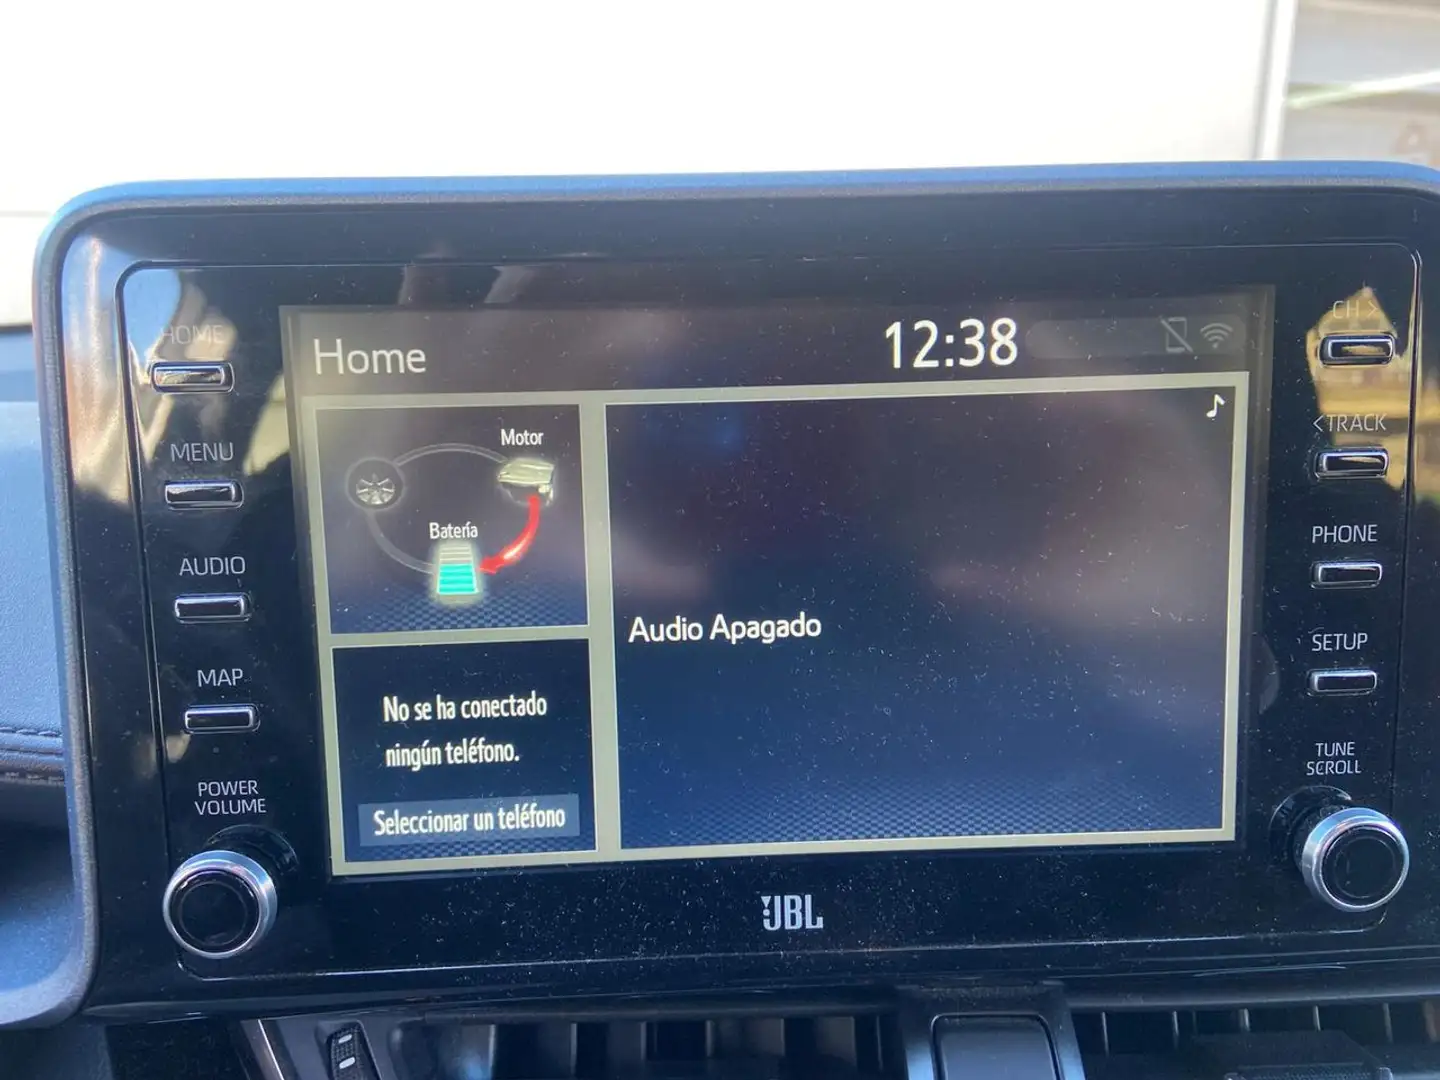 HOME
MENU
AUDIO
MAP
POWER
VOLUME
Home
12:38
Motor
Batería
No se ha conectado
ningún teléfono.
Seleccionar un teléfono
Audio Apagado
CH >
<TRACK
PHONE
SETUP
TUNE
SCROLL
JBL